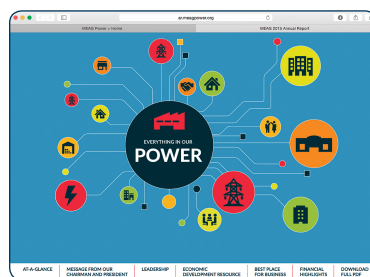 ar.meagpower.org
MEAG Power's Home
MEAG 2015 Annual Report
EVERYTHING IN OUR
POWER
AT-A-GLANCE
MESSAGE FROM OUR
CHAIRMAN AND PRESIDENT
LEADERSHIP
ECONOMIC
DEVELOPMENT RESOURCE
BEST PLACE
FOR BUSINESS
FINANCIAL
HIGHLIGHTS
DOWNLOAD
FULL PDF